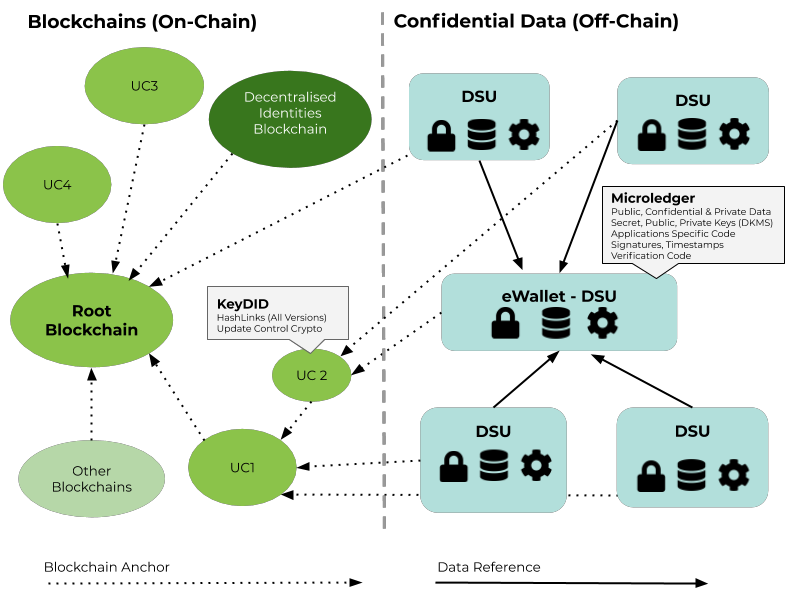 Blockchains (On-Chain)
Confidential Data (Off-Chain)
UC3
Decentralised
Identities
Blockchain
DSU
DSU
UC4
Microledger
Public, Confidential & Private Data
Secret, Public, Private Keys (DKMS)
Applications Specific Code
Signatures, Timestamps
Verification Code
Root
Blockchain
KeyDID
HashLinks (All Versions)
Update Control Crypto
eWallet - DSU
UC 2
DSU
DSU
Other
Blockchains
UC1
Blockchain Anchor
Data Reference